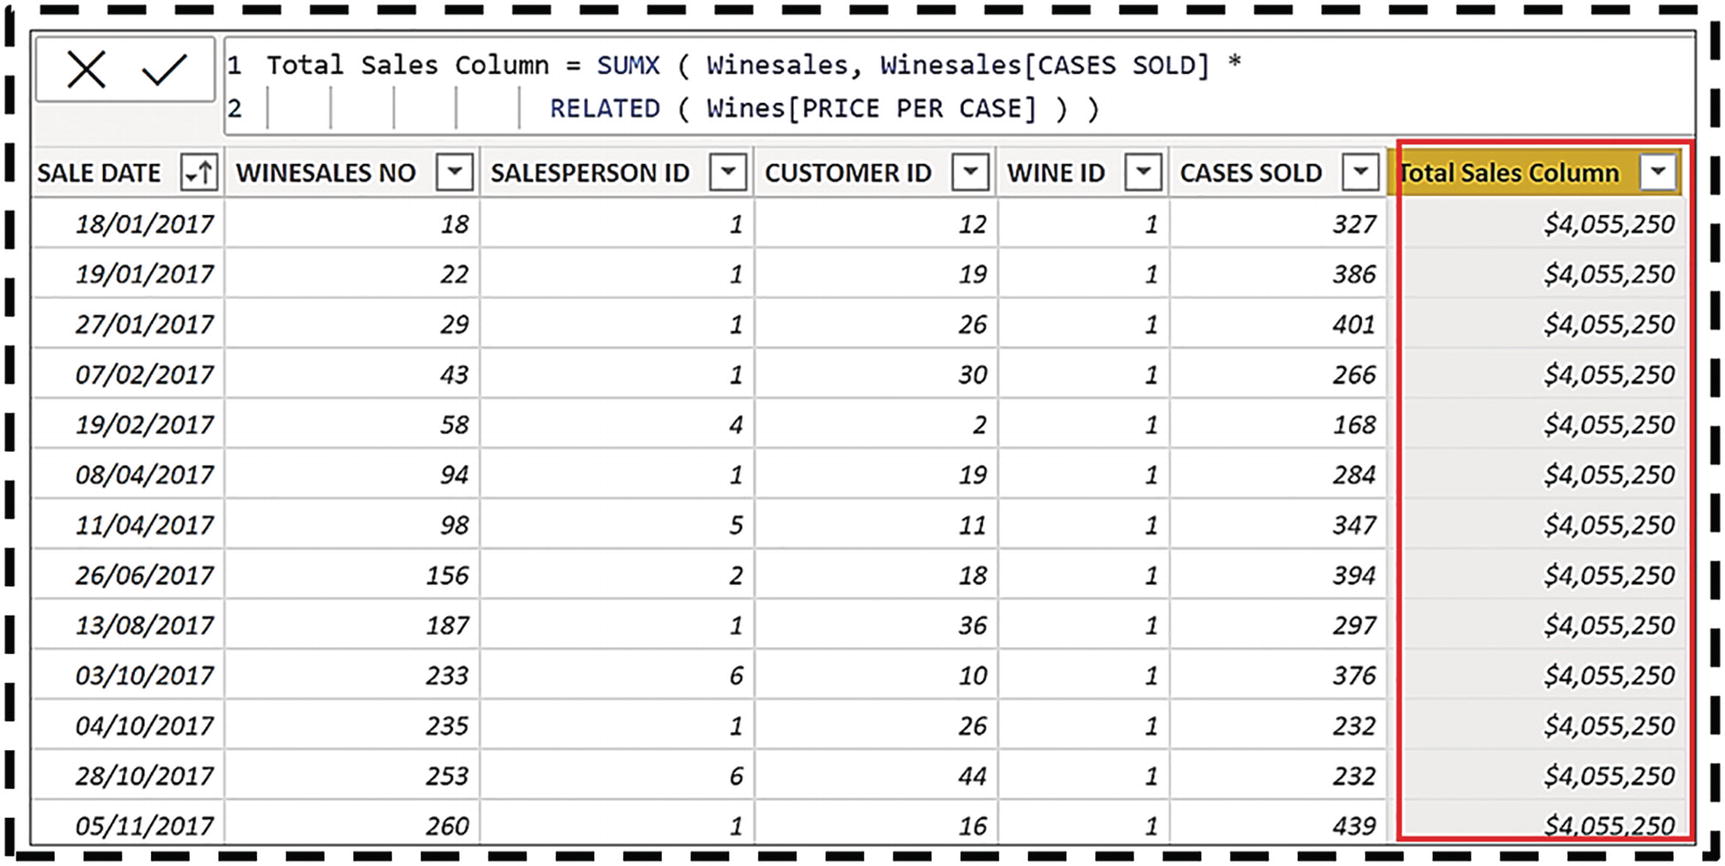 1 Total Sales Column = SUMX ( Winesales, Winesales[CASES SOLD] *
2 RELATED ( Wines[PRICE PER CASE] ) )
SALE DATE WINESALES NO SALESPERSON ID CUSTOMER ID WINE ID CASES SOLD Total Sales Column
18/01/2017 18 1 12 1 327 $4,055,250
19/01/2017 22 1 19 1 386 $4,055,250
27/01/2017 29 1 26 1 401 $4,055,250
07/02/2017 43 1 30 1 266 $4,055,250
19/02/2017 58 4 2 1 168 $4,055,250
08/04/2017 94 1 19 1 284 $4,055,250
11/04/2017 98 5 11 1 347 $4,055,250
26/06/2017 156 2 18 1 394 $4,055,250
13/08/2017 187 1 36 1 297 $4,055,250
03/10/2017 233 6 10 1 376 $4,055,250
04/10/2017 235 1 26 1 232 $4,055,250
28/10/2017 253 6 44 1 232 $4,055,250
05/11/2017 260 1 16 1 439 $4,055,250